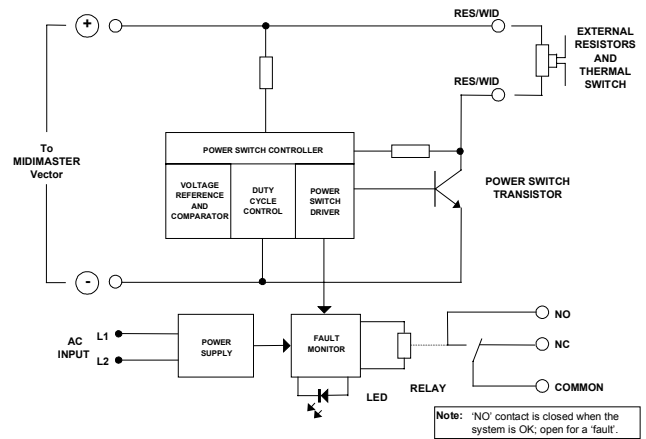 +
RES/WID
EXTERNAL
RESISTORS
AND
THERMAL
SWITCH
RES/WID
To
MIDIMASTER
Vector
POWER SWITCH CONTROLLER
VOLTAGE
REFERENCE
AND
COMPARATOR
DUTY
CYCLE
CONTROL
POWER
SWITCH
DRIVER
POWER SWITCH
TRANSISTOR
-
AC
INPUT
L1
L2
POWER
SUPPLY
FAULT
MONITOR
LED
RELAY
NO
NC
COMMON
Note: 'NO' contact is closed when the
system is OK; open for a 'fault'.